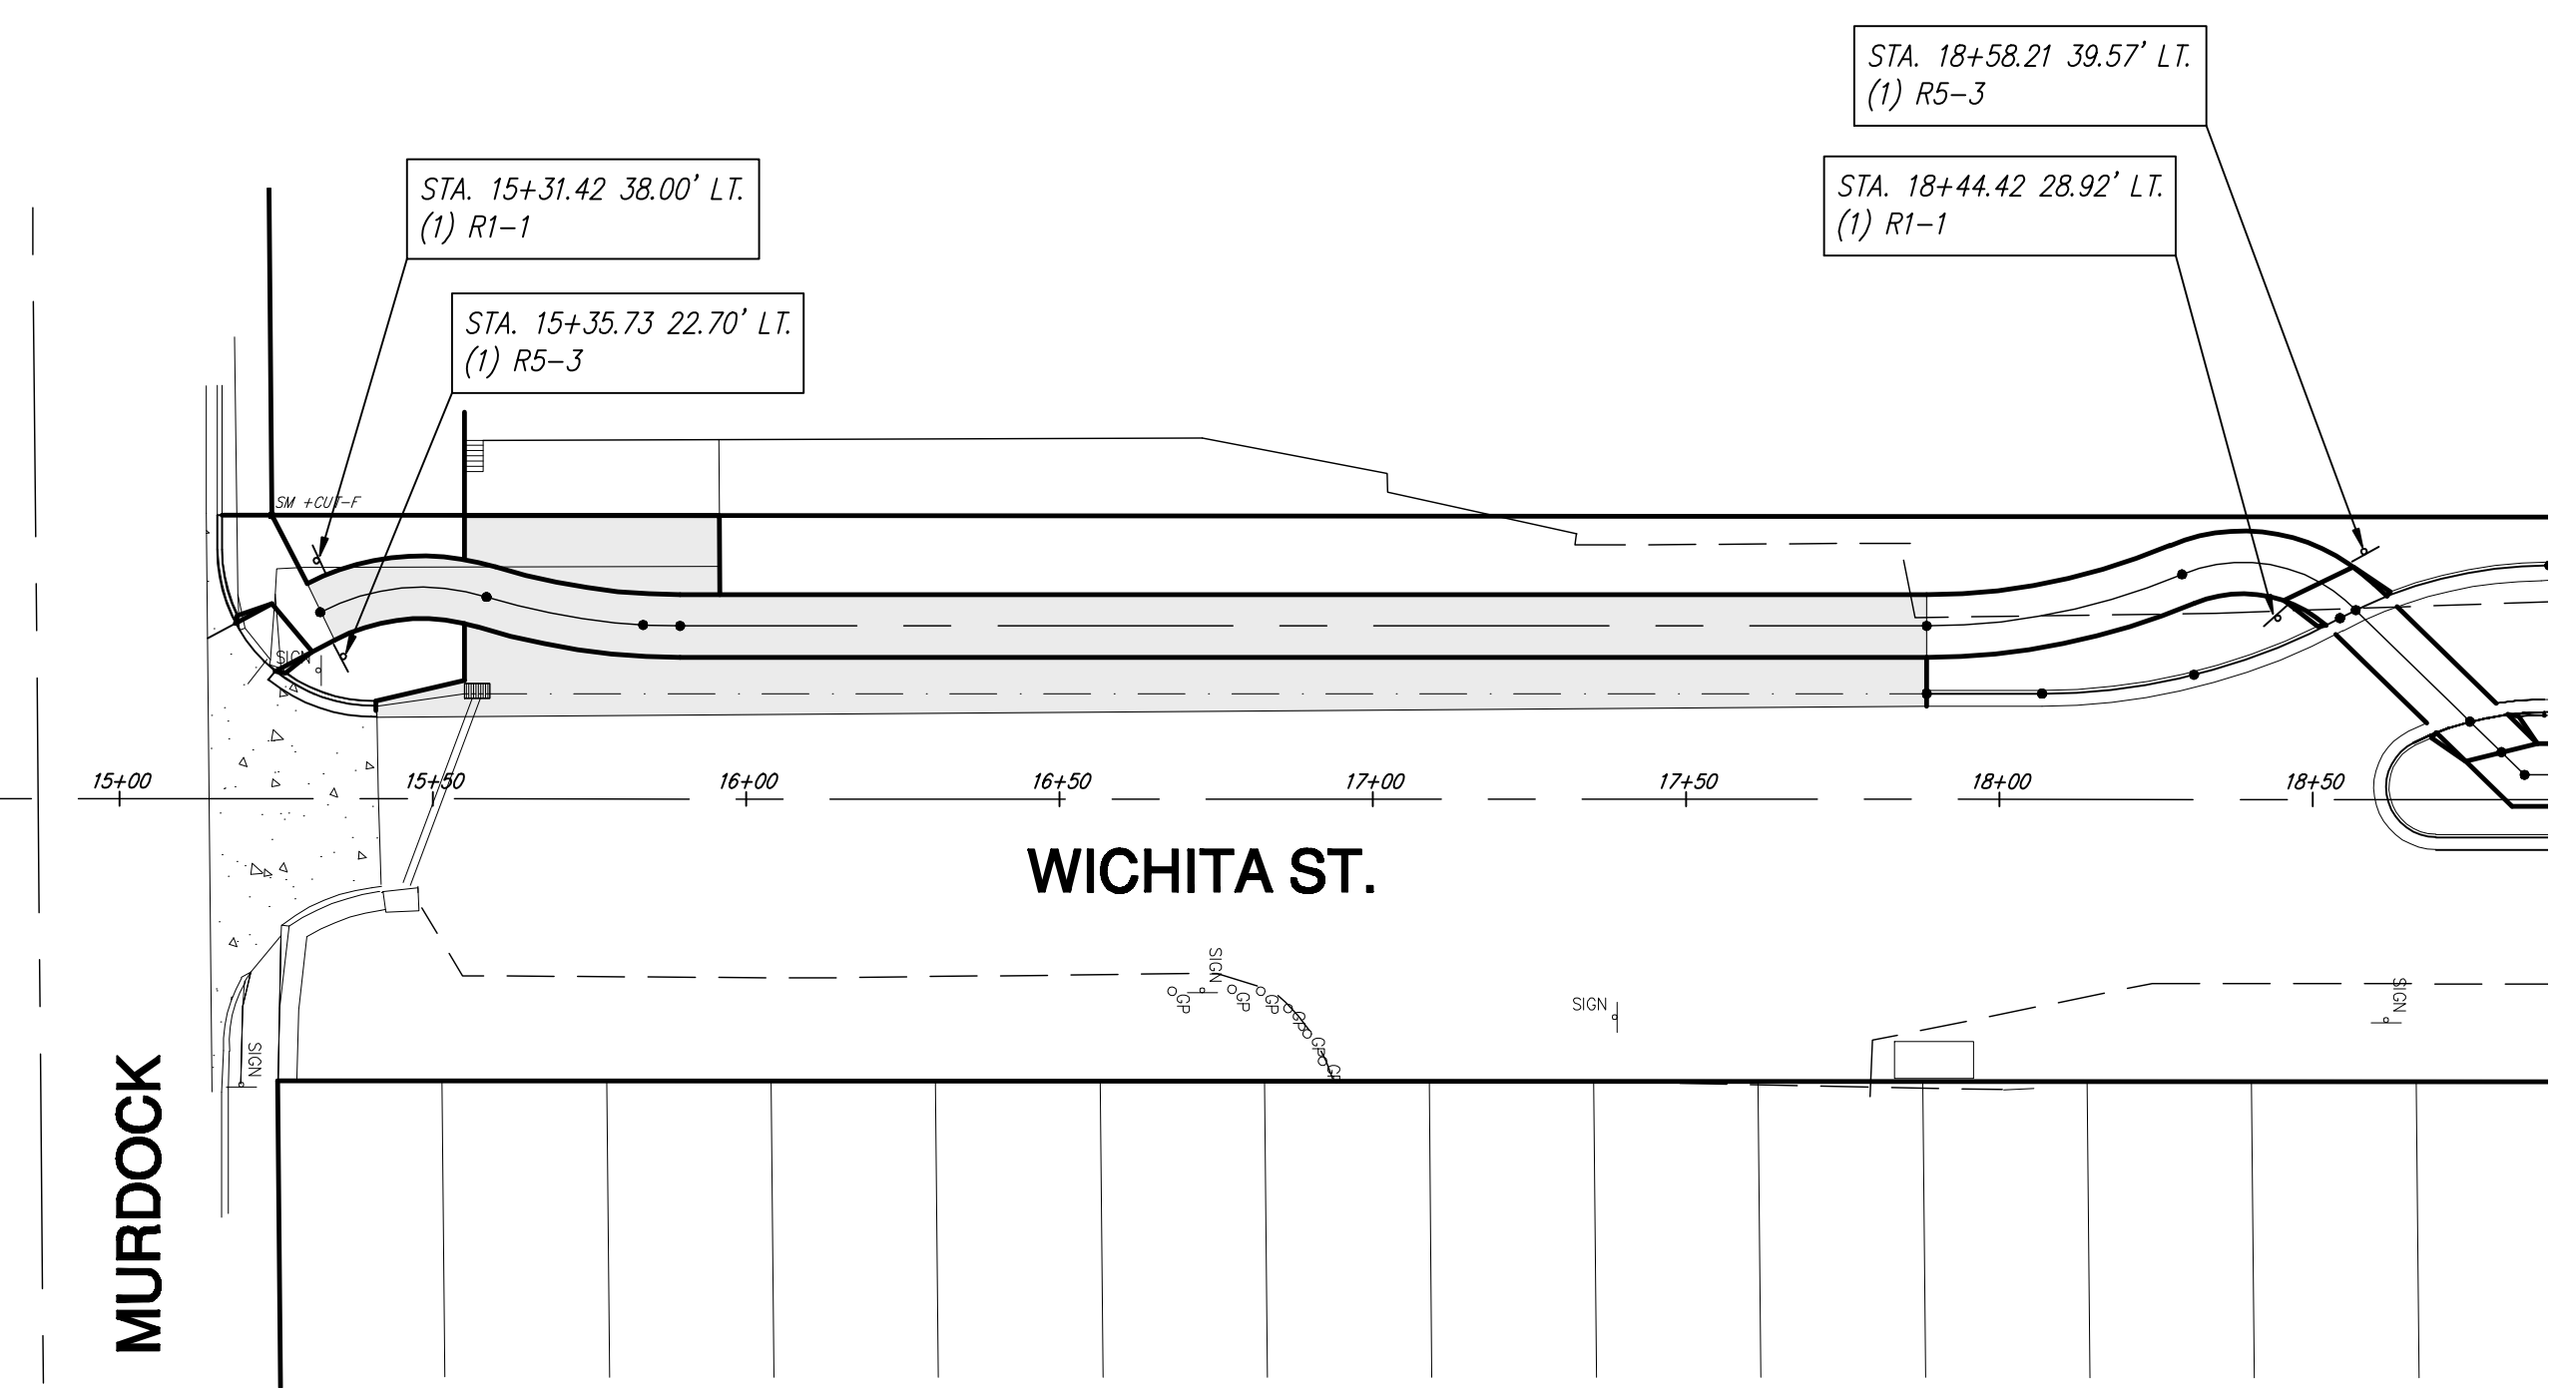 STA. 18+58.21 39.57' LT.
(1) R5-3
STA. 15+31.42 38.00' LT.
(1) R1-1
STA. 18+44.42 28.92' LT.
(1) R1-1
STA. 15+35.73 22.70' LT.
(1) R5-3
SM +CUT-F
SIGN
15+00
15+50
16+00
16+50
17+00
17+50
18+00
18+50
WICHITA ST.
SIGN
GP
GP
GP
GP
GP
GP
SIGN
SIGN
SIGN
MURDOCK